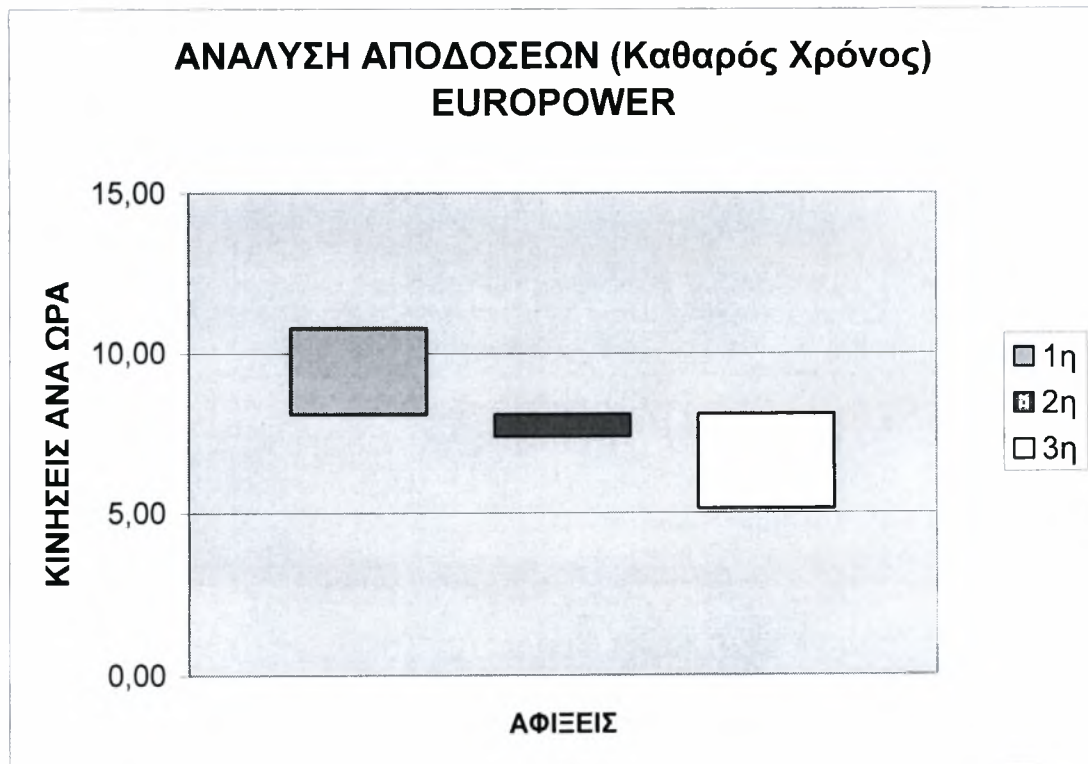 ΑΝΑΛΥΣΗ ΑΠΟΔΟΣΕΩΝ (Καθαρός Χρόνος)
EUROPOWER
ΚΙΝΗΣΕΙΣ ΑΝΑ ΩΡΑ
15,00
10,00
5,00
0,00
ΑΦΙΞΕΙΣ
1η
2η
3η